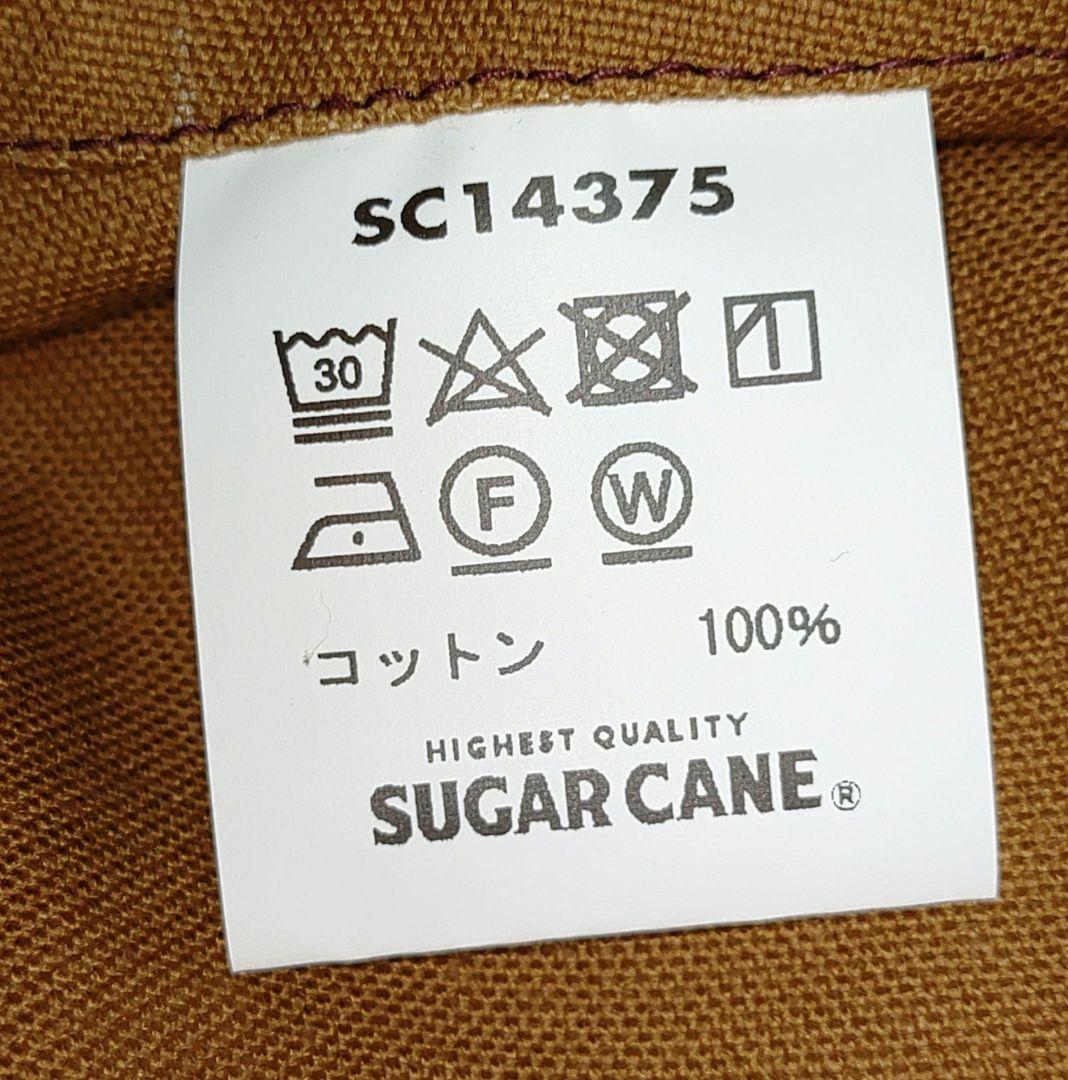 SC14375
30
F W
コットン 100%
HIGHEST QUALITY
SUGAR CANE®